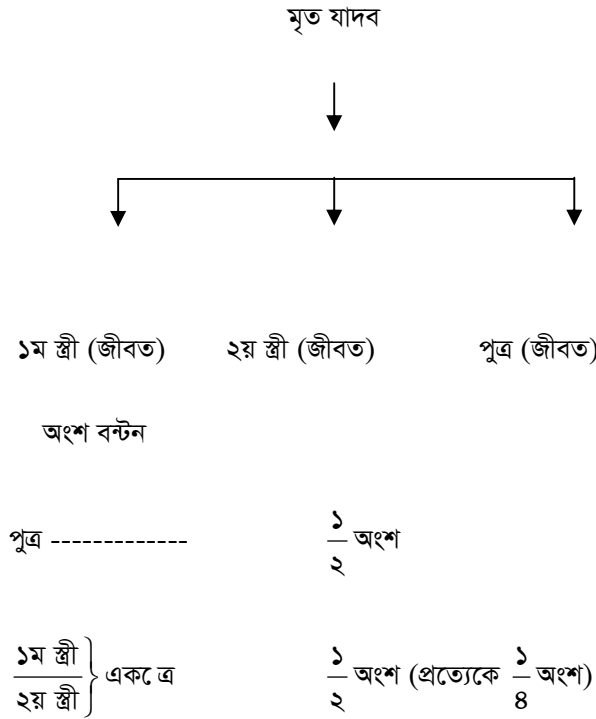 মৃত যাদব
১ম স্ত্রী (জীবত) ২য় স্ত্রী (জীবত) পুত্র (জীবত)
অংশ বন্টন
পুত্র ------------- ১/২ অংশ
১ম স্ত্রী/২য় স্ত্রী} একত্রে ১/২ অংশ (প্রত্যেকে ১/৪ অংশ)